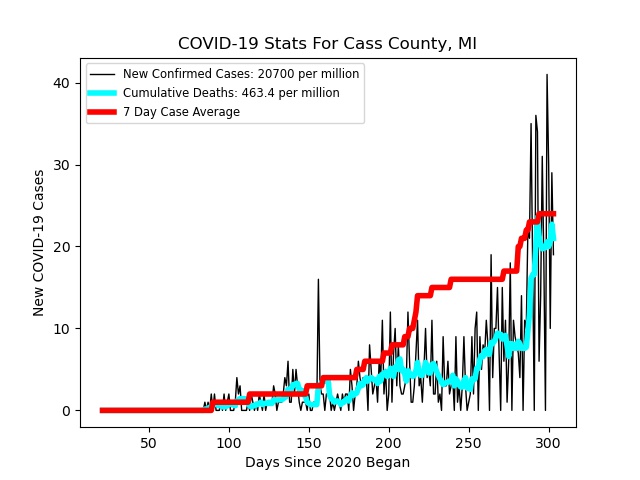 COVID-19 Stats For Cass County, MI
New Confirmed Cases: 20700 per million
Cumulative Deaths: 463.4 per million
7 Day Case Average
New COVID-19 Cases
40
30
20
10
0
50 100 150 200 250 300
Days Since 2020 Began